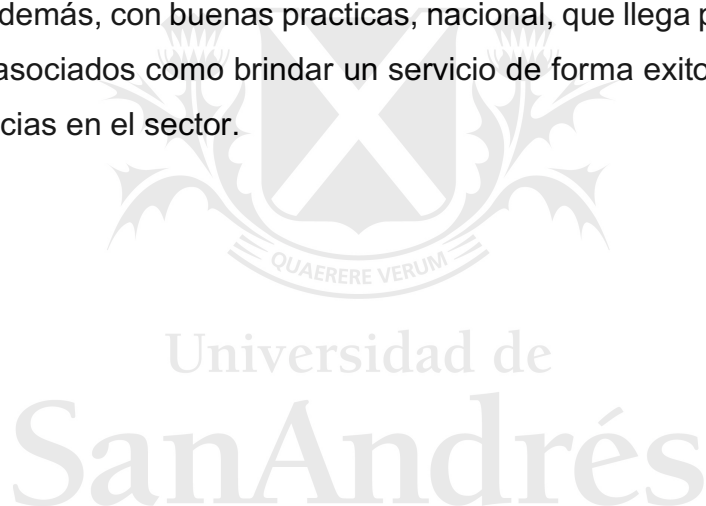 demás, con buenas practicas, nacional, que llega p
asociados como brindar un servicio de forma exito
cias en el sector.
QUAERERE VERUM
Universidad de
SanAndrés